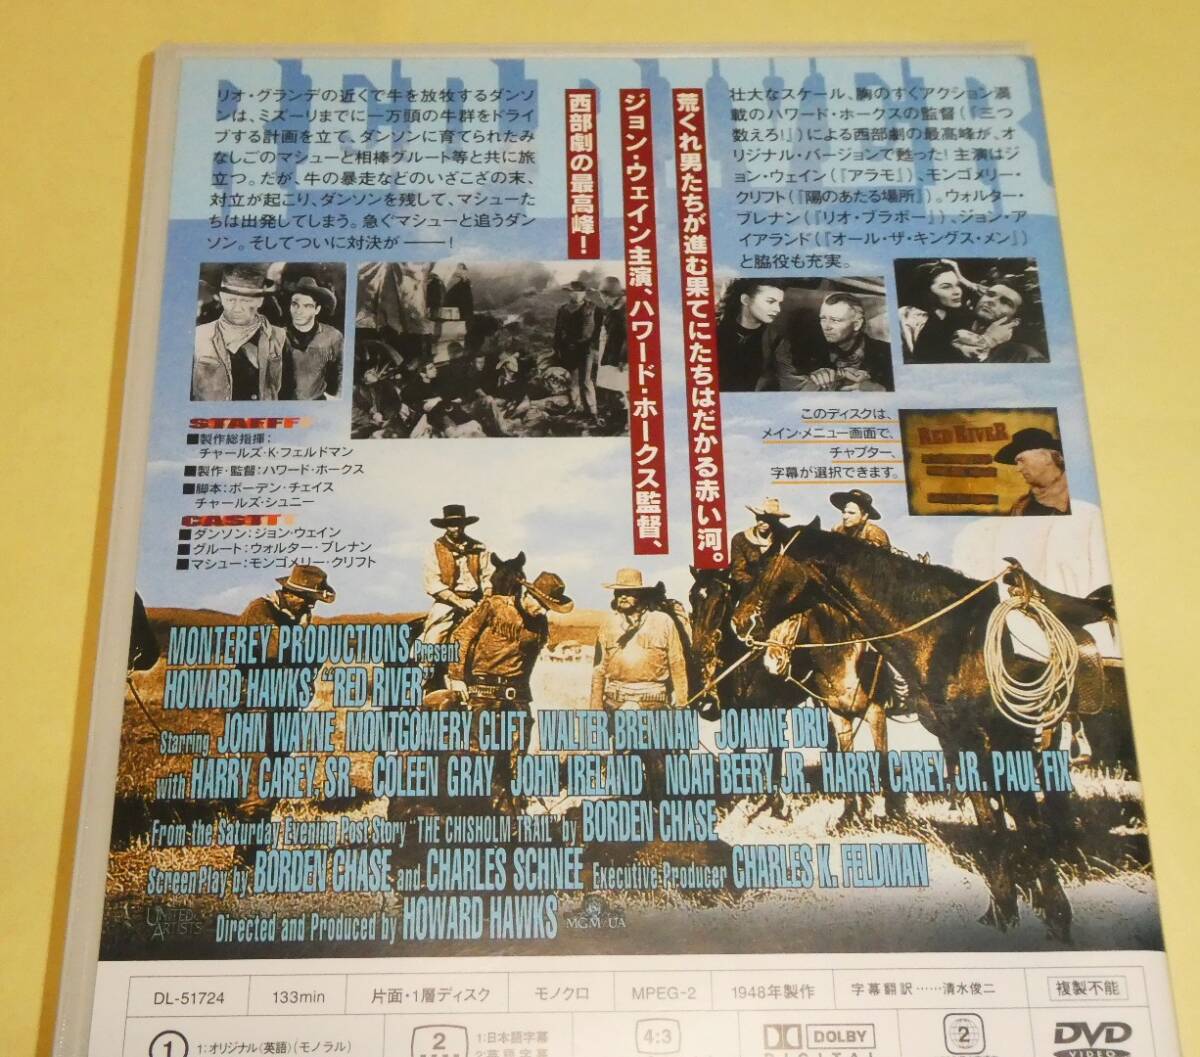 RED RIVER
リオ・グランデの近くで牛を放牧するダンソ
ンは、ミズーリまでに一万頭の牛群をドライ
ブする計画を立て、ダンソンに育てられたみ
なしごのマシューと相棒グルート等と共に旅
立つ。だが、牛の暴走などのいざこざの末、
対立が起こり、ダンソンを残して、マシューた
ちは出発してしまう。急ぐマシューと追うダン
ソン。そしてついに対決が――!
荒くれ男たちが進む果てにたちはだかる赤い河。
ジョン・ウェイン主演、ハワード・ホークス監督、
西部劇の最高峰!
壮大なスケール、胸のすくアクション満
載のハワード・ホークスの監督(『三つ
数えろ!』)による西部劇の最高峰が、オ
リジナル・バージョンで甦った! 主演はジ
ョン・ウェイン(『アラモ』)、モンゴメリー・
クリフト(『陽のあたる場所』)。ウォルター・
ブレナン(『リオ・ブラボー』)、ジョン・ア
イアランド(『オール・ザ・キングス・メン』)
と脇役も充実。
このディスクは、
メイン・メニュー画面で、
チャプター、
字幕が選択できます。
RED RIVER
STAFFF
■製作総指揮:
チャールズ・K・フェルドマン
■製作・監督:ハワード・ホークス
■脚本:ボーデン・チェイス
チャールズ・シュニー
CASTT
■ダンソン:ジョン・ウェイン
■グルート:ウォルター・ブレナン
■マシュー:モンゴメリー・クリフト
MONTEREY PRODUCTIONS Present
HOWARD HAWKS' "RED RIVER"
Starring JOHN WAYNE MONTGOMERY CLIFT WALTER BRENNAN JOANNE DRU
with HARRY CAREY, SR. COLEEN GRAY JOHN IRELAND NOAH BEERY, JR. HARRY CAREY, JR. PAUL FIX
From the Saturday Evening Post Story "THE CHISHOLM TRAIL" by BORDEN CHASE
ScreenPlay by BORDEN CHASE and CHARLES SCHNEE Executive Producer CHARLES K. FELDMAN
Directed and Produced by HOWARD HAWKS
UNITED ARTISTS
MGM/UA
DL-51724 133min 片面・1層ディスク モノクロ MPEG-2 1948年製作 字幕翻訳……清水俊二 複製不能
1 1:オリジナル(英語)(モノラル) 2 1:日本語字幕 4:3 DOLBY 2 DVD
2:英語字幕 DIGITAL VIDEO